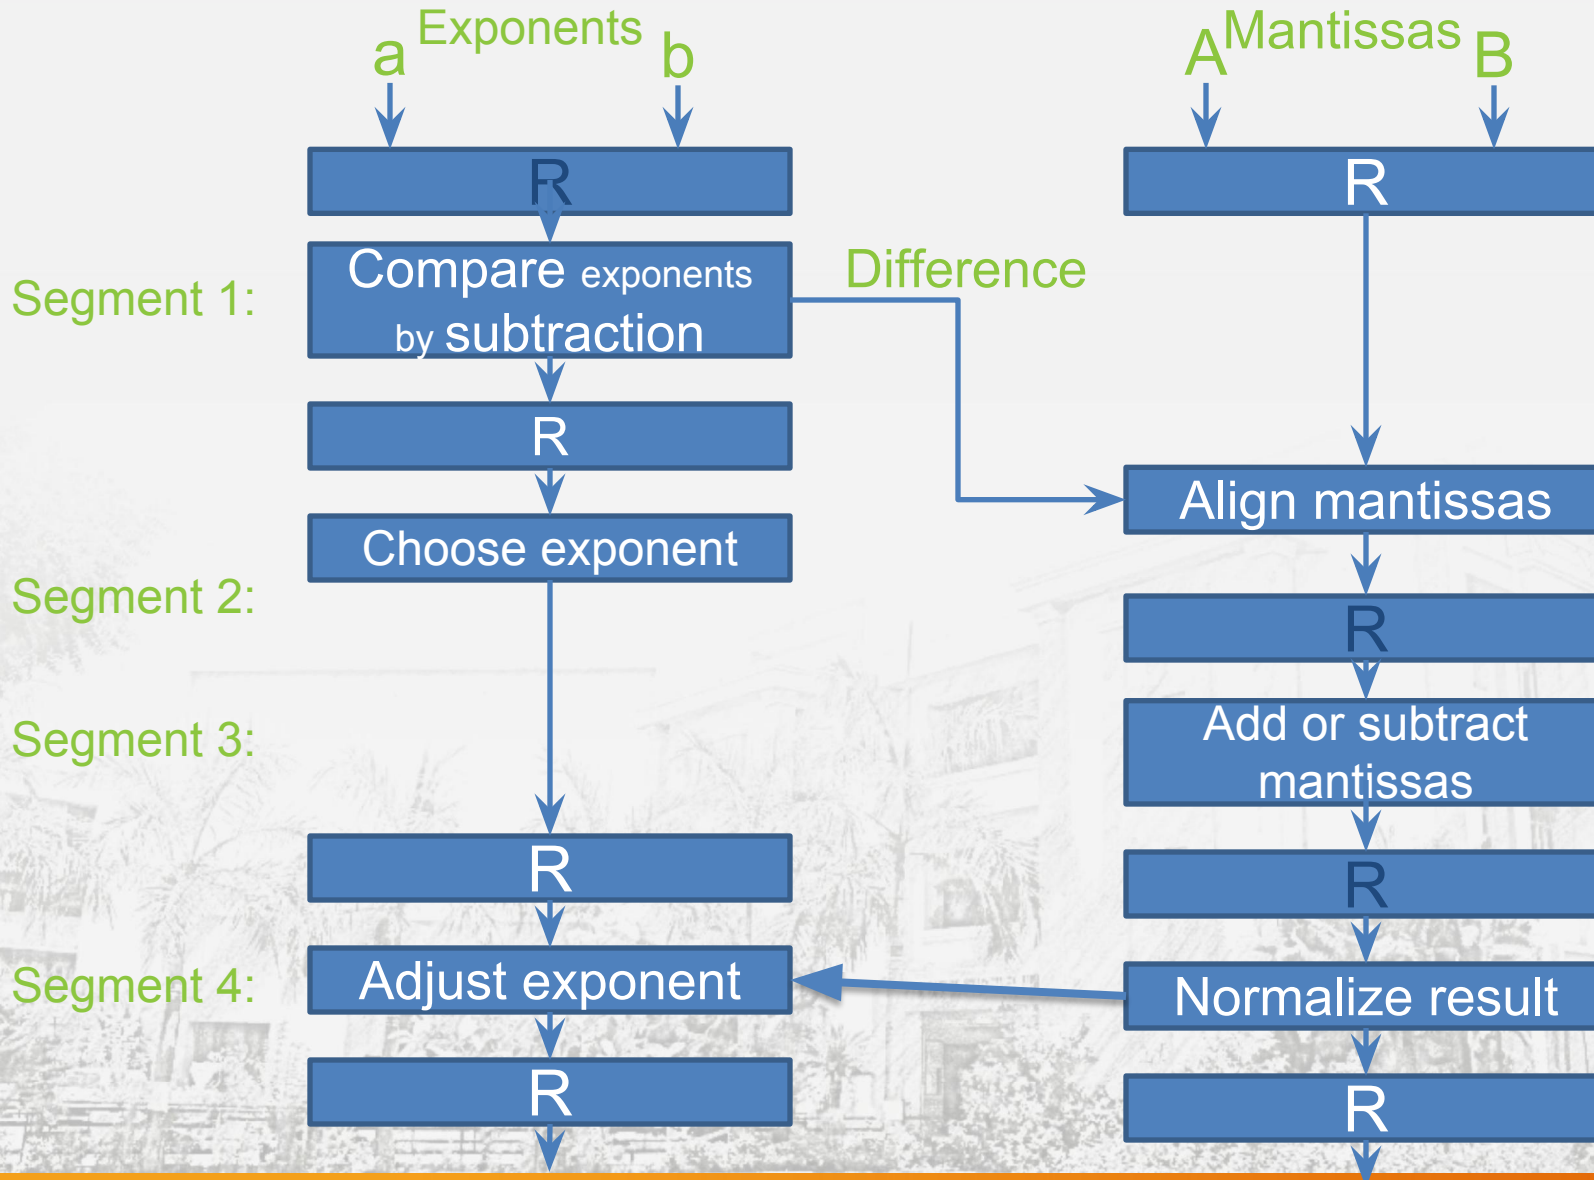 Exponents
a
b
Mantissas
A
B
R
R
Segment 1:
Compare exponents
by subtraction
Difference
R
Align mantissas
Segment 2:
Choose exponent
R
Segment 3:
Add or subtract
mantissas
R
R
Segment 4:
Adjust exponent
Normalize result
R
R